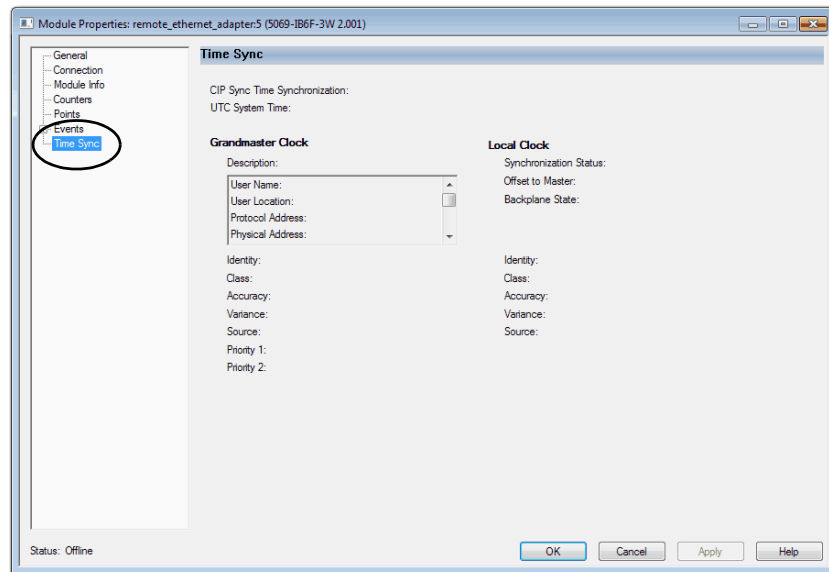 Module Properties: remote_ethernet_adapter:5 (5069-IB6F-3W 2.001)
General
Connection
Module Info
Counters
Points
Events
Time Sync
Time Sync
CIP Sync Time Synchronization:
UTC System Time:
Grandmaster Clock
Description:
User Name:
User Location:
Protocol Address:
Physical Address:
Identity:
Class:
Accuracy:
Variance:
Source:
Priority 1:
Priority 2:
Local Clock
Synchronization Status:
Offset to Master:
Backplane State:
Identity:
Class:
Accuracy:
Variance:
Source:
Status: Offline
OK
Cancel
Apply
Help